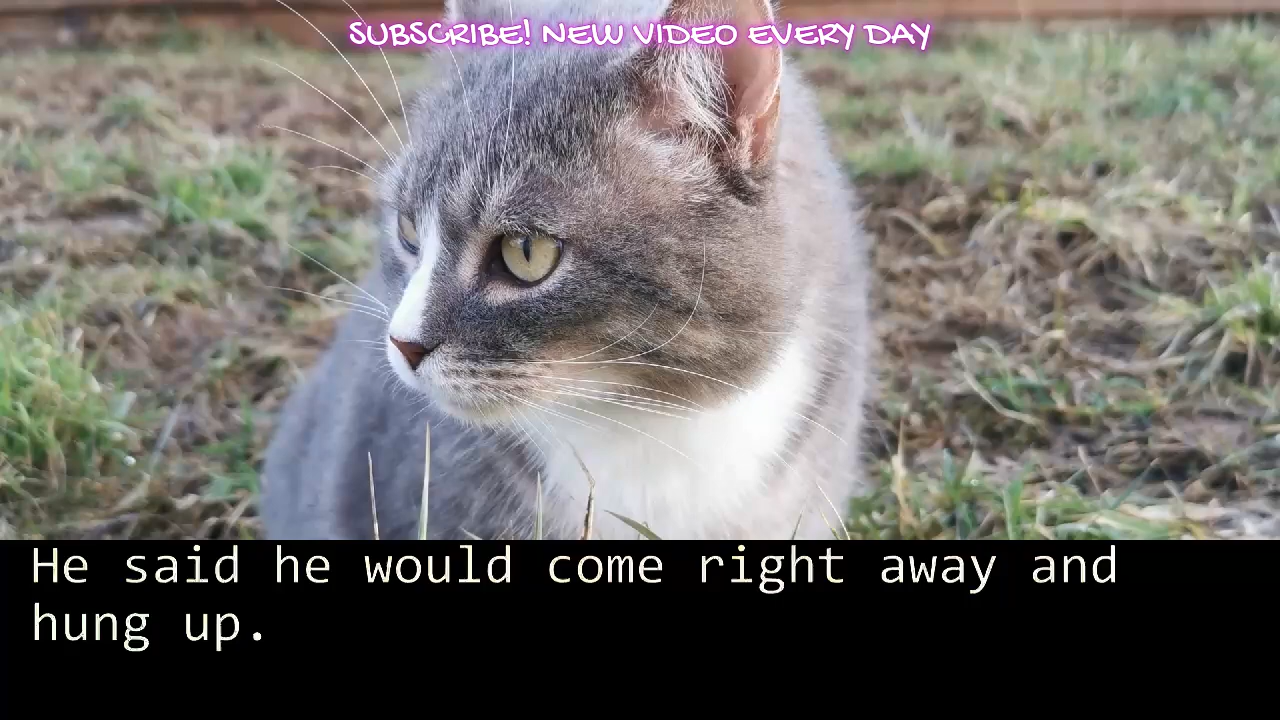 SUBSCRIBE! NEW VIDEO EVERY DAY
He said he would come right away and
hung up.